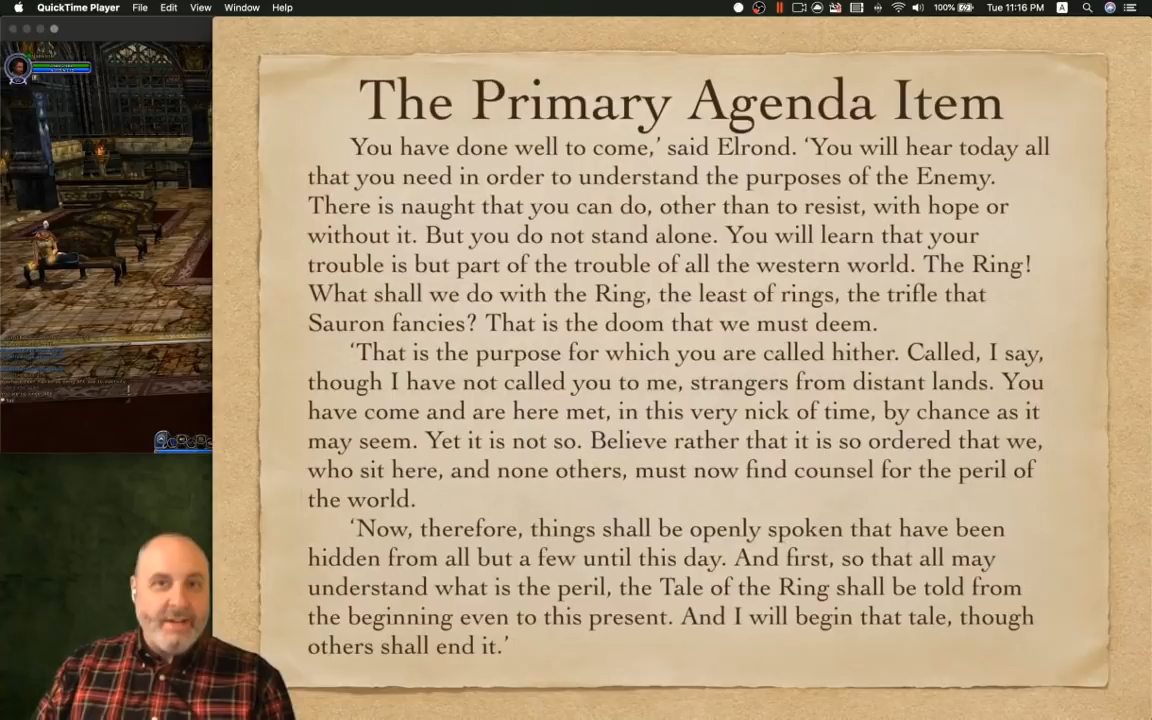 QuickTime Player File Edit View Window Help 100% Tue 11:16 PM A
The Primary Agenda Item
You have done well to come,’ said Elrond. ‘You will hear today all
that you need in order to understand the purposes of the Enemy.
There is naught that you can do, other than to resist, with hope or
without it. But you do not stand alone. You will learn that your
trouble is but part of the trouble of all the western world. The Ring!
What shall we do with the Ring, the least of rings, the trifle that
Sauron fancies? That is the doom that we must deem.
‘That is the purpose for which you are called hither. Called, I say,
though I have not called you to me, strangers from distant lands. You
have come and are here met, in this very nick of time, by chance as it
may seem. Yet it is not so. Believe rather that it is so ordered that we,
who sit here, and none others, must now find counsel for the peril of
the world.
‘Now, therefore, things shall be openly spoken that have been
hidden from all but a few until this day. And first, so that all may
understand what is the peril, the Tale of the Ring shall be told from
the beginning even to this present. And I will begin that tale, though
others shall end it.’